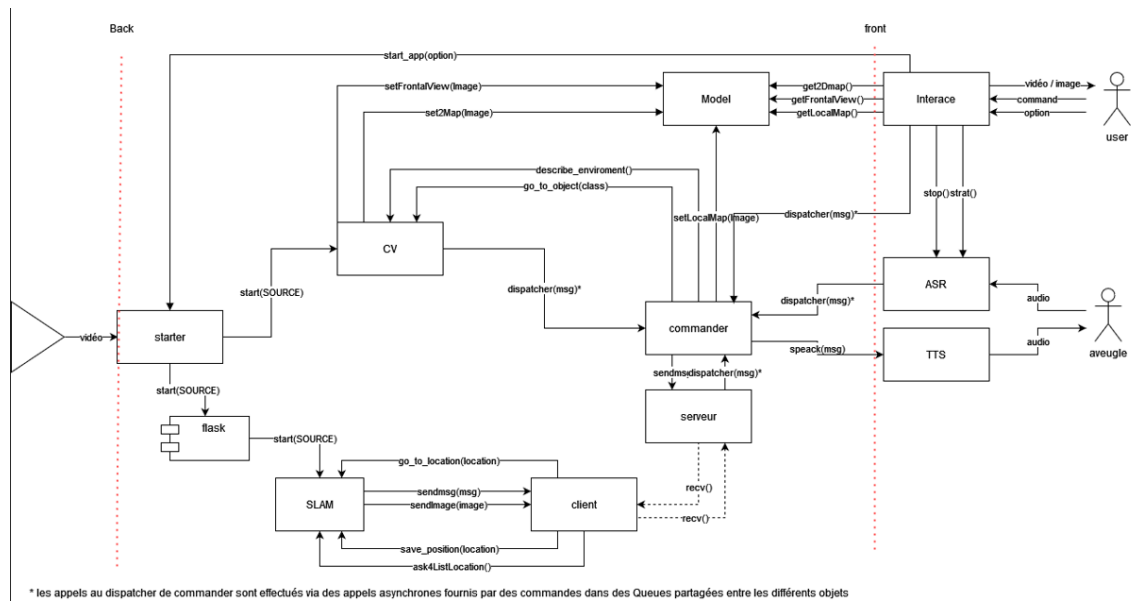 Back
front
start_app(option)
setFrontalView(Image)
Model
get2Dmap()
Interace
vidéo / image
getFrontalView()
command
set2Map(Image)
getLocalMap()
option
user
describe_enviroment()
go_to_object(class)
stop()
strat()
setLocalMap(Image)
dispatcher(msg)*
CV
ASR
start(SOURCE)
dispatcher(msg)*
dispatcher(msg)*
audio
vidéo
starter
commander
speack(msg)
TTS
audio
aveugle
sendmsg
dispatcher(msg)*
start(SOURCE)
serveur
flask
start(SOURCE)
go_to_location(location)
recv()
sendmsg(msg)
SLAM
sendImage(image)
client
recv()
save_position(location)
ask4ListLocation()
* les appels au dispatcher de commander sont effectués via des appels asynchrones fournis par des commandes dans des Queues partagées entre les différents objets